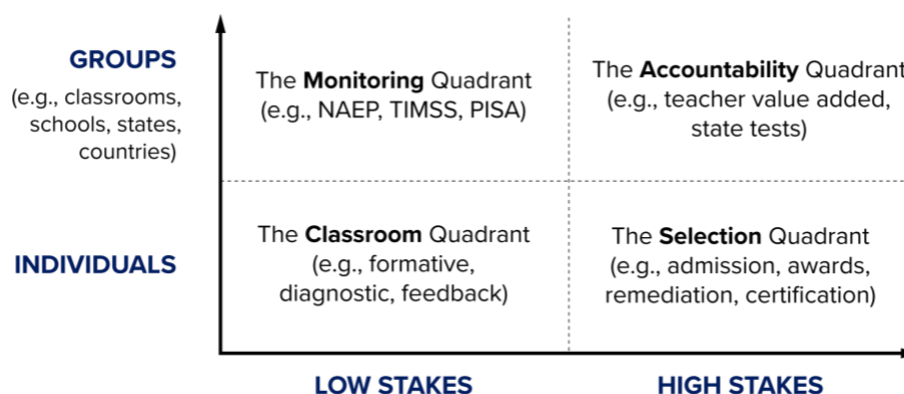 GROUPS
(e.g., classrooms,
schools, states,
countries)
The Monitoring Quadrant
(e.g., NAEP, TIMSS, PISA)
The Accountability Quadrant
(e.g., teacher value added,
state tests)
INDIVIDUALS
The Classroom Quadrant
(e.g., formative,
diagnostic, feedback)
The Selection Quadrant
(e.g., admission, awards,
remediation, certification)
LOW STAKES
HIGH STAKES